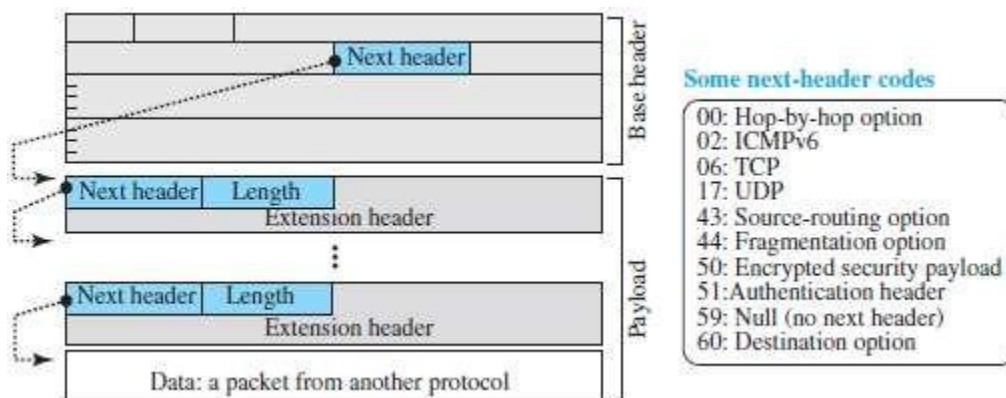 Next header
Base header
Next header Length
Extension header
Next header Length
Extension header
Data: a packet from another protocol
Payload
Some next-header codes
00: Hop-by-hop option
02: ICMPv6
06: TCP
17: UDP
43: Source-routing option
44: Fragmentation option
50: Encrypted security payload
51:Authentication header
59: Null (no next header)
60: Destination option